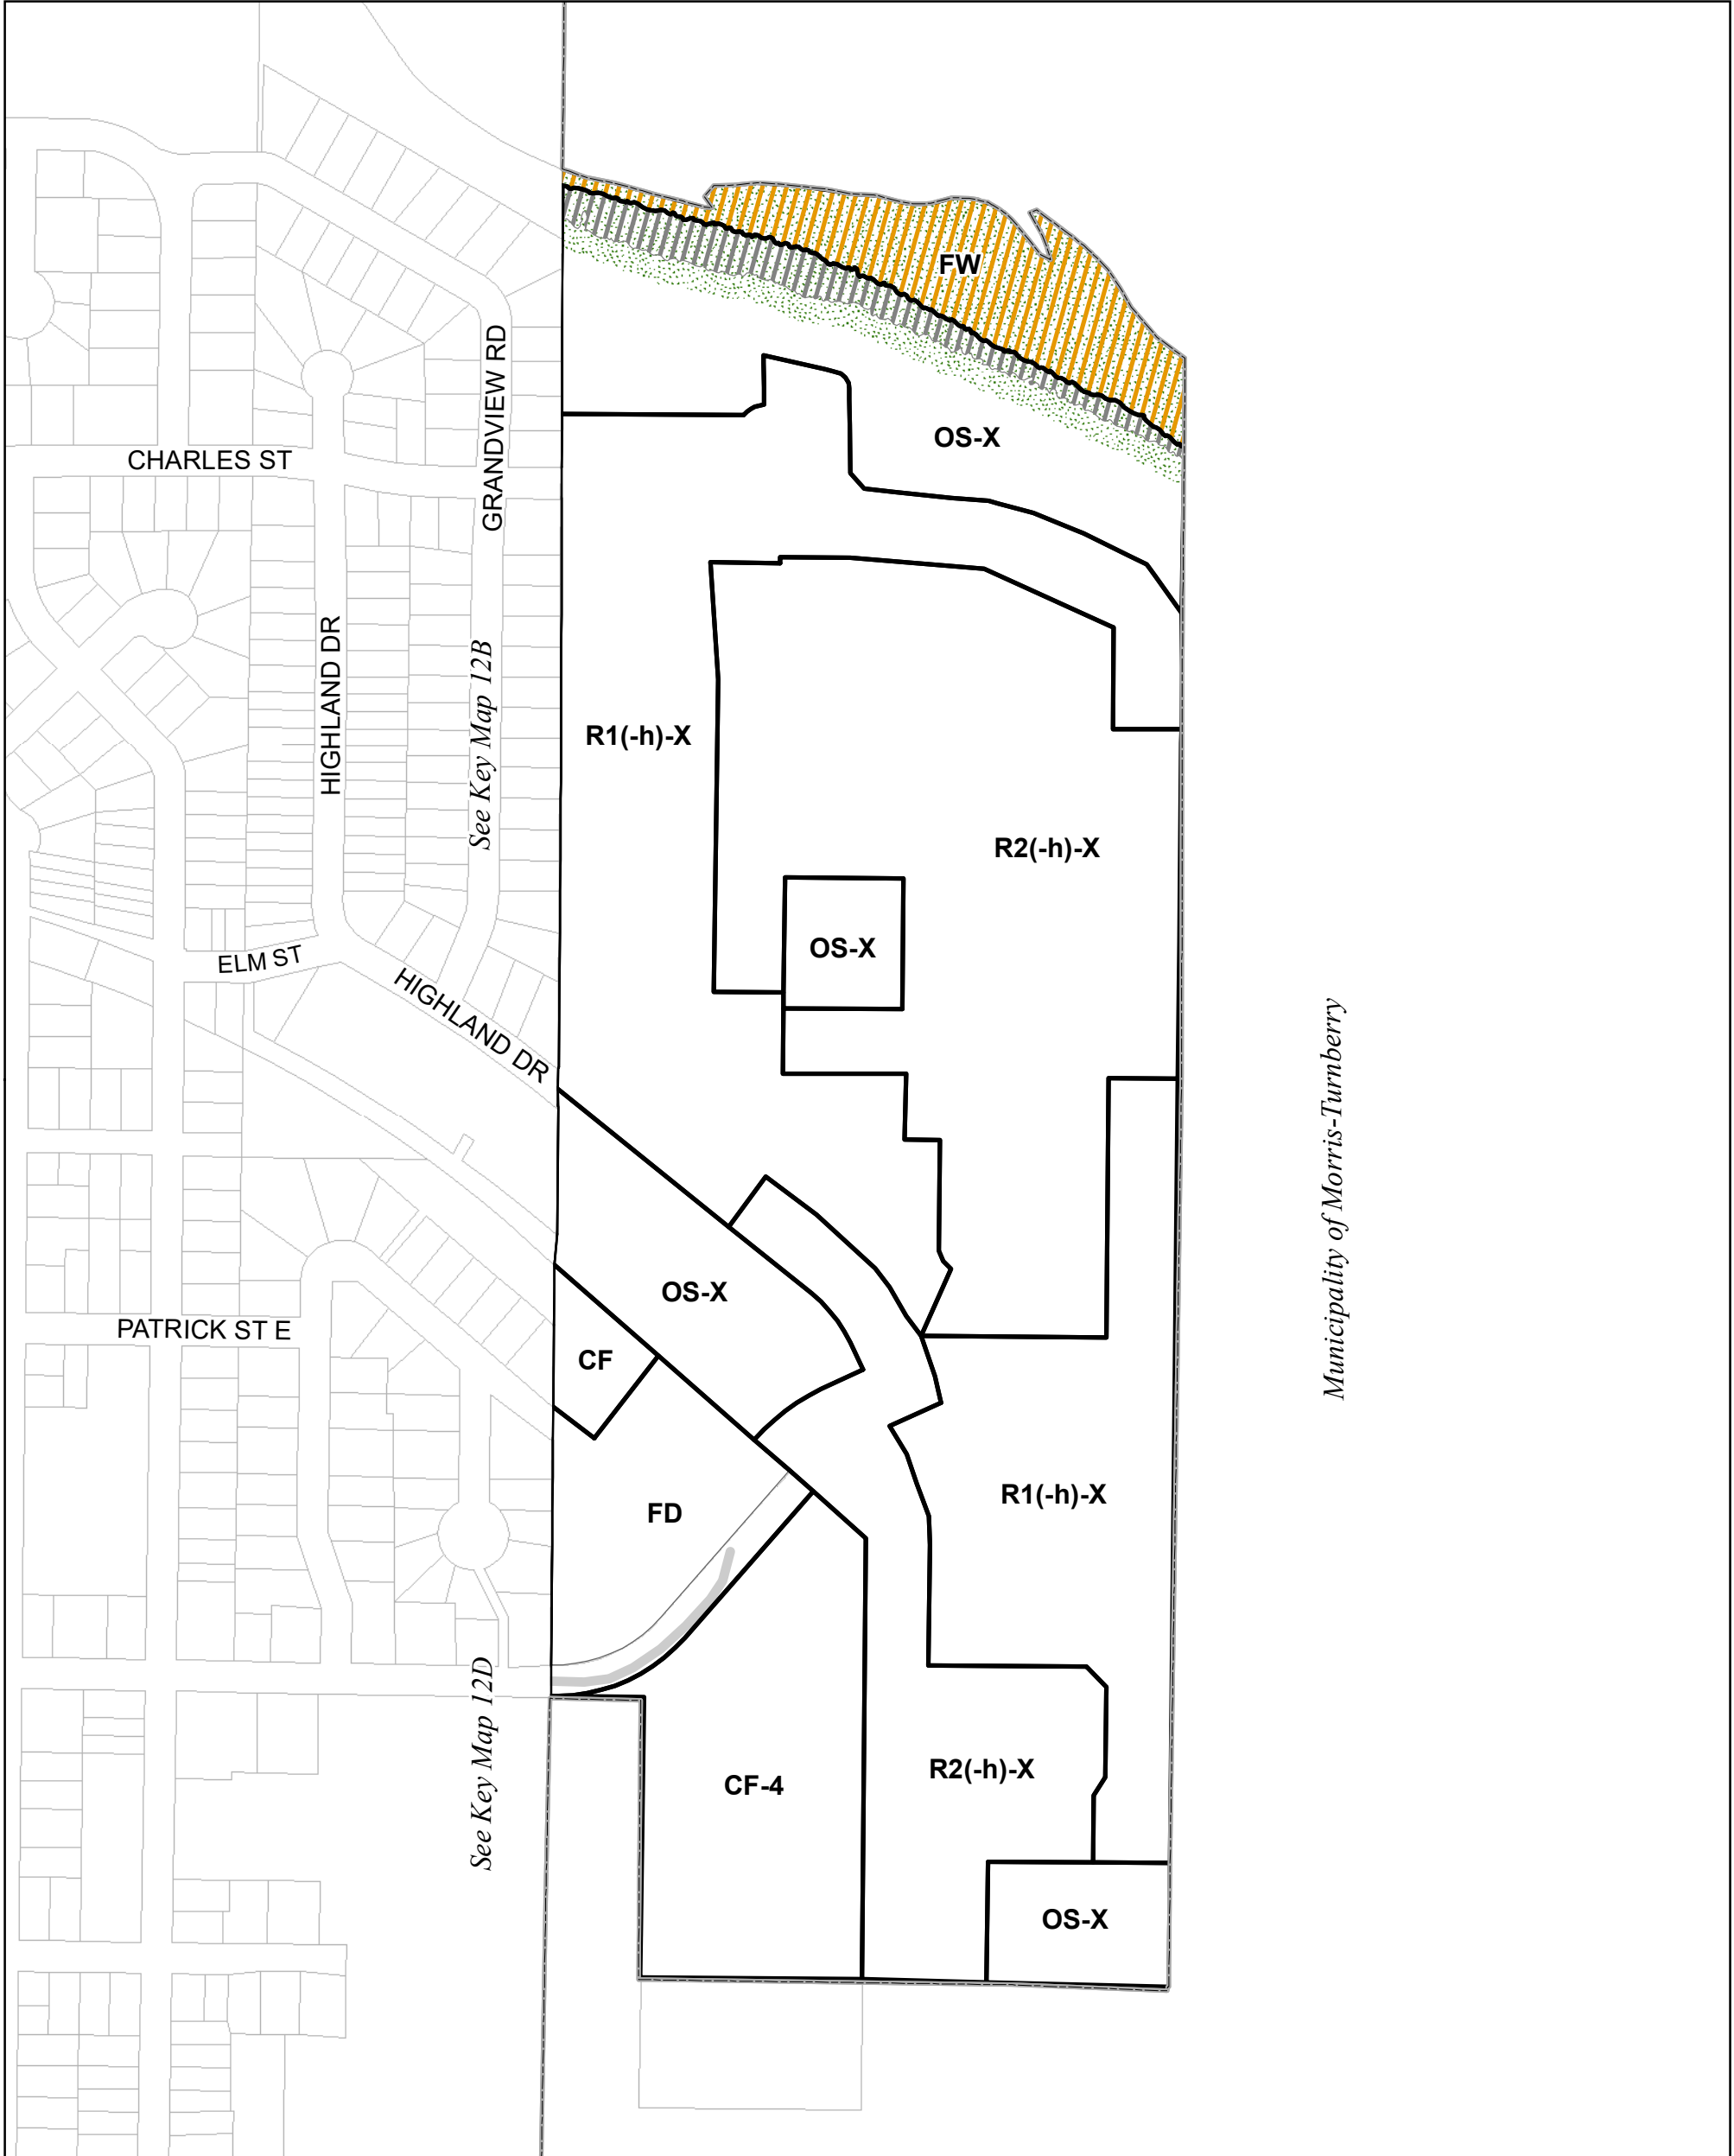 FW
GRANDVIEW RD
OS-X
CHARLES ST
HIGHLAND DR
See Key Map 12B
R1(-h)-X
R2(-h)-X
OS-X
ELM ST
HIGHLAND DR
Municipality of Morris-Turnberry
OS-X
PATRICK ST E
CF
R1(-h)-X
FD
See Key Map 12D
R2(-h)-X
CF-4
OS-X